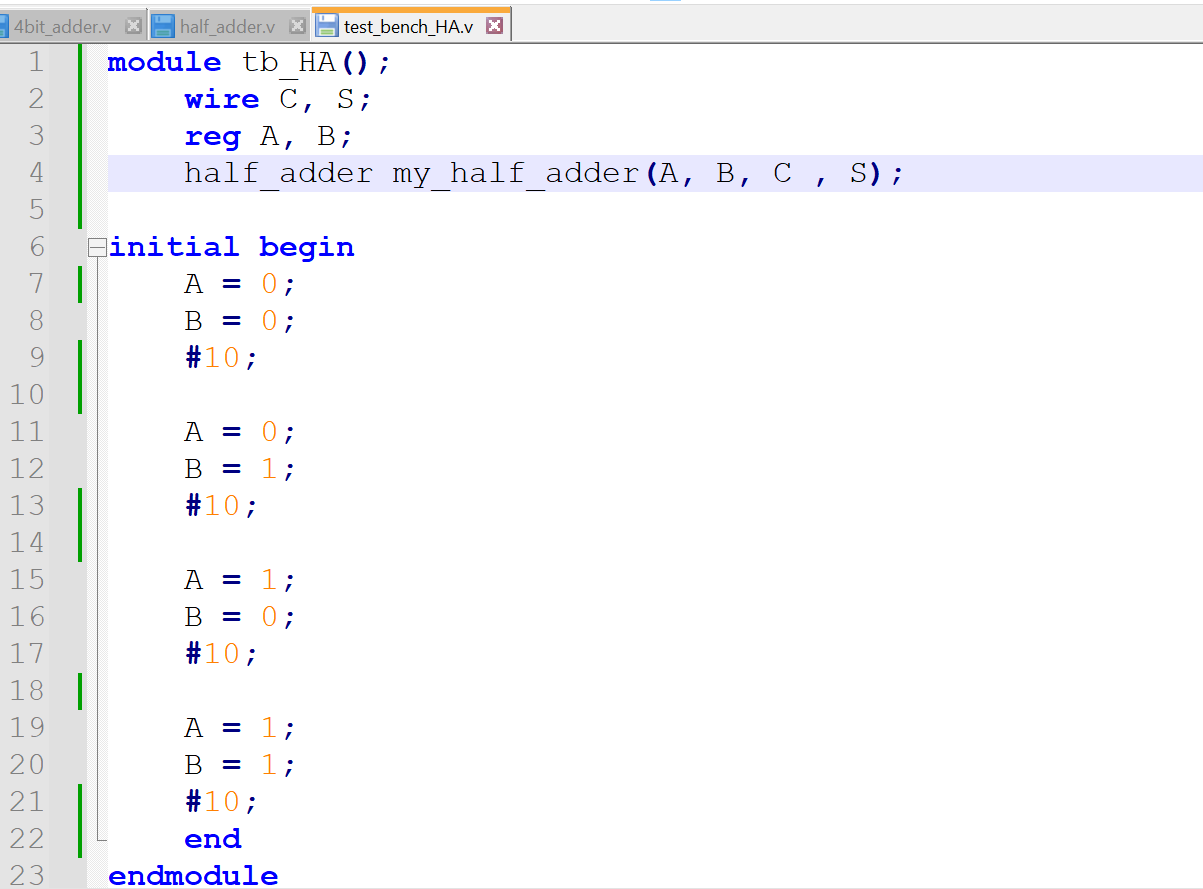 4bit_adder.v half_adder.v test_bench_HA.v
1 module tb_HA();
2 wire C, S;
3 reg A, B;
4 half_adder my_half_adder(A, B, C , S);
5
6 initial begin
7 A = 0;
8 B = 0;
9 #10;
10
11 A = 0;
12 B = 1;
13 #10;
14
15 A = 1;
16 B = 0;
17 #10;
18
19 A = 1;
20 B = 1;
21 #10;
22 end
23 endmodule